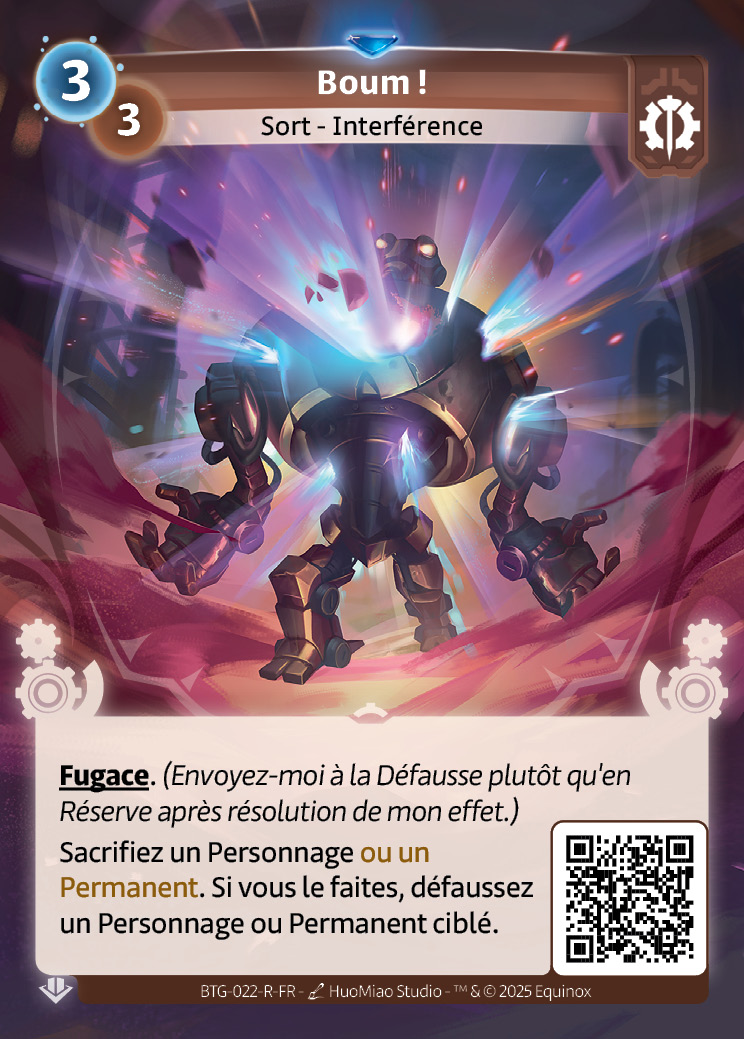 3
Boum !
3
Sort - Interférence
Fugace. (Envoyez-moi à la Défausse plutôt qu'en
Réserve après résolution de mon effet.)
Sacrifiez un Personnage ou un
Permanent. Si vous le faites, défaussez
un Personnage ou Permanent ciblé.
BTG-022-R-FR - HuoMiao Studio - ™ & © 2025 Equinox